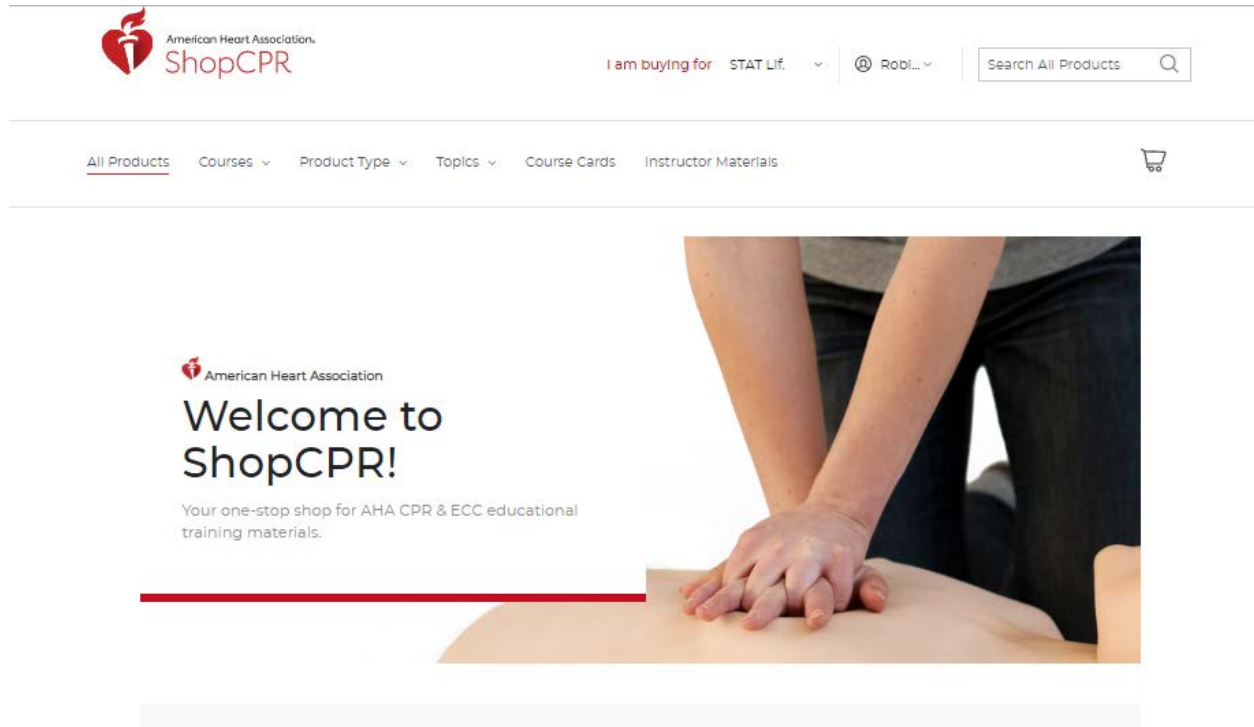 American Heart Association®
ShopCPR
I am buying for STAT Lif.
Robi...
Search All Products
All Products Courses Product Type Topics Course Cards Instructor Materials
American Heart Association
Welcome to
ShopCPR!
Your one-stop shop for AHA CPR & ECC educational
training materials.